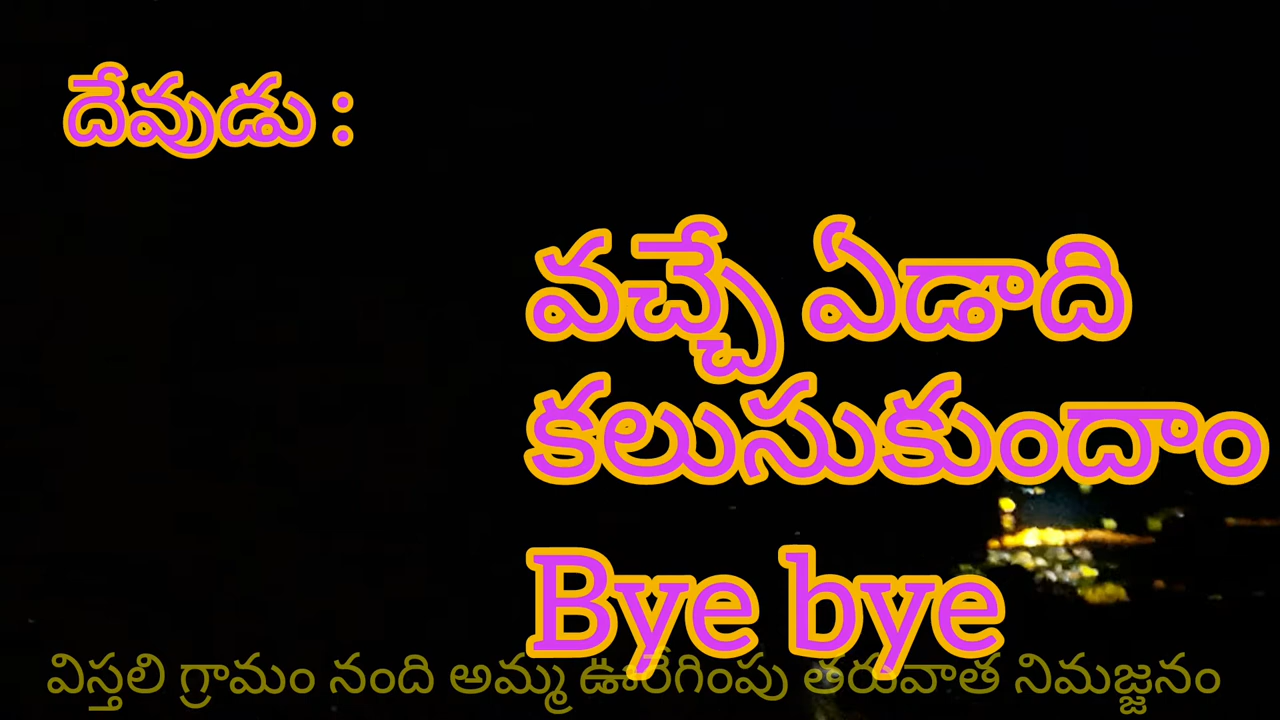 దేవుడు :
వచ్చే ఏడాది
కలుసుకుందాం
Bye bye
విస్తలి గ్రామం నంది అమ్మ ఊరేగింపు తరువాత నిమజ్జనం